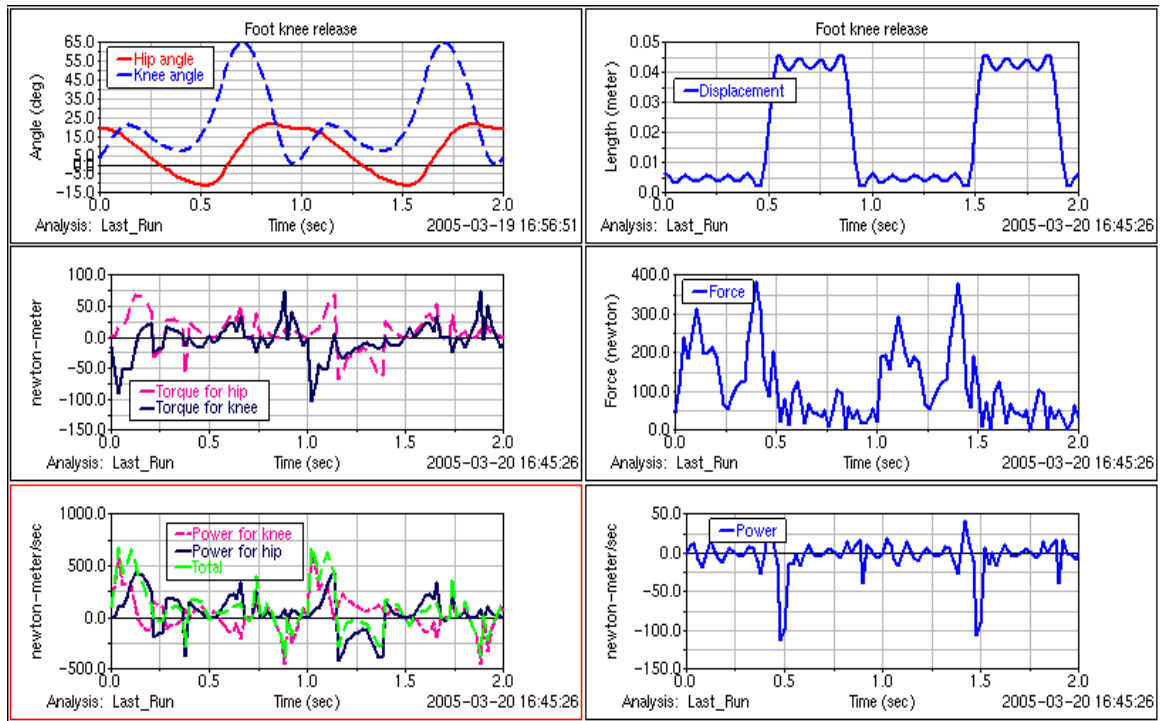 Foot knee release
65.0
55.0
45.0
35.0
25.0
15.0
5.0
-5.0
-15.0
Angle (deg)
Hip angle
Knee angle
0.0 0.5 1.0 1.5 2.0
Analysis: Last_Run Time (sec) 2005-03-19 16:56:51
Foot knee release
0.05
0.04
0.03
0.02
0.01
0.0
Length (meter)
Displacement
0.0 0.5 1.0 1.5 2.0
Analysis: Last_Run Time (sec) 2005-03-20 16:45:26
100.0
50.0
0.0
-50.0
-100.0
-150.0
newton-meter
Torque for hip
Torque for knee
0.0 0.5 1.0 1.5 2.0
Analysis: Last_Run Time (sec) 2005-03-20 16:45:26
400.0
300.0
200.0
100.0
0.0
Force (newton)
Force
0.0 0.5 1.0 1.5 2.0
Analysis: Last_Run Time (sec) 2005-03-20 16:45:26
1000.0
500.0
0.0
-500.0
newton-meter/sec
Power for knee
Power for hip
Total
0.0 0.5 1.0 1.5 2.0
Analysis: Last_Run Time (sec) 2005-03-20 16:45:26
50.0
0.0
-50.0
-100.0
-150.0
newton-meter/sec
Power
0.0 0.5 1.0 1.5 2.0
Analysis: Last_Run Time (sec) 2005-03-20 16:45:26